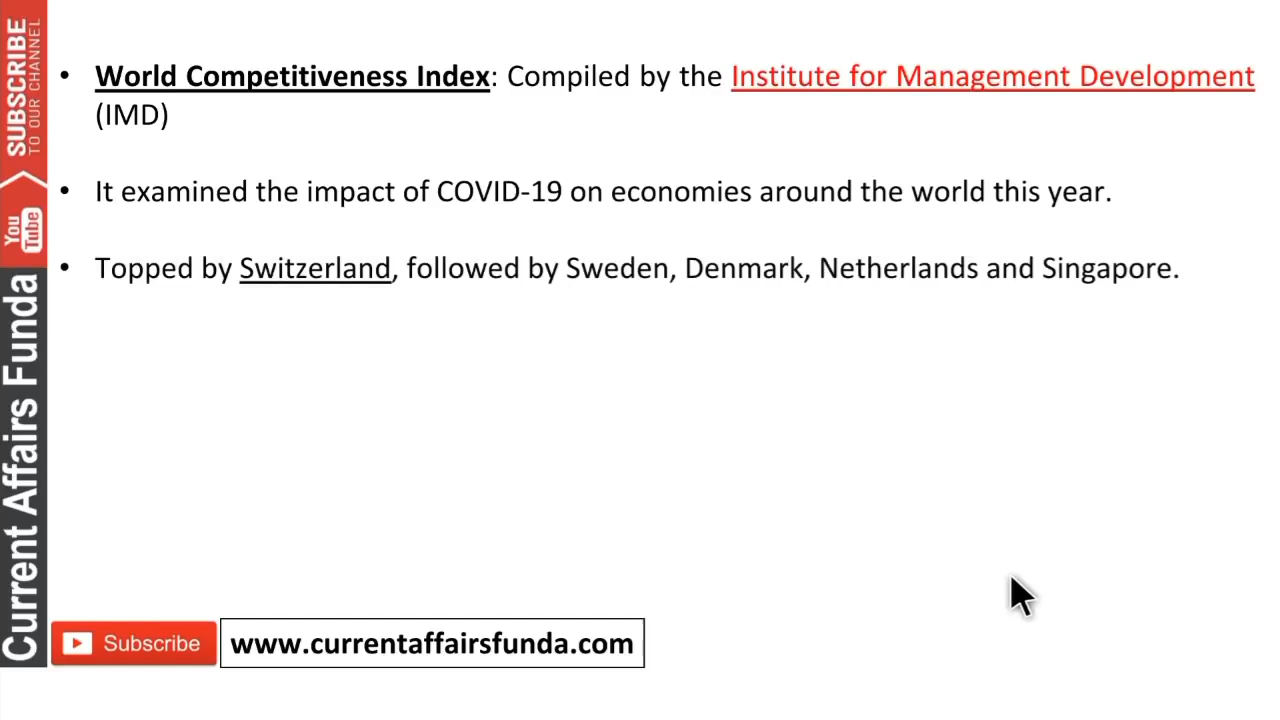 • World Competitiveness Index: Compiled by the Institute for Management Development
(IMD)
• It examined the impact of COVID-19 on economies around the world this year.
• Topped by Switzerland, followed by Sweden, Denmark, Netherlands and Singapore.
SUBSCRIBE
TO OUR CHANNEL
You
Tube
Current Affairs Funda
Subscribe
www.currentaffairsfunda.com